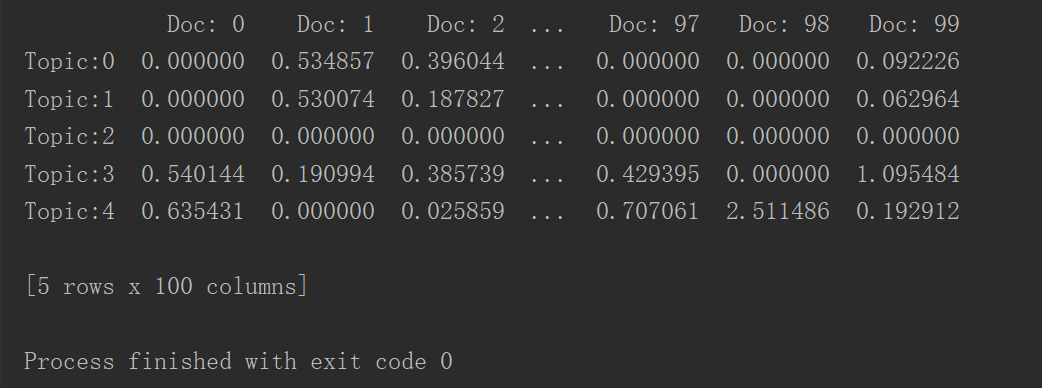 Doc: 0 Doc: 1 Doc: 2 ... Doc: 97 Doc: 98 Doc: 99
Topic:0 0.000000 0.534857 0.396044 ... 0.000000 0.000000 0.092226
Topic:1 0.000000 0.530074 0.187827 ... 0.000000 0.000000 0.062964
Topic:2 0.000000 0.000000 0.000000 ... 0.000000 0.000000 0.000000
Topic:3 0.540144 0.190994 0.385739 ... 0.429395 0.000000 1.095484
Topic:4 0.635431 0.000000 0.025859 ... 0.707061 2.511486 0.192912
[5 rows x 100 columns]
Process finished with exit code 0